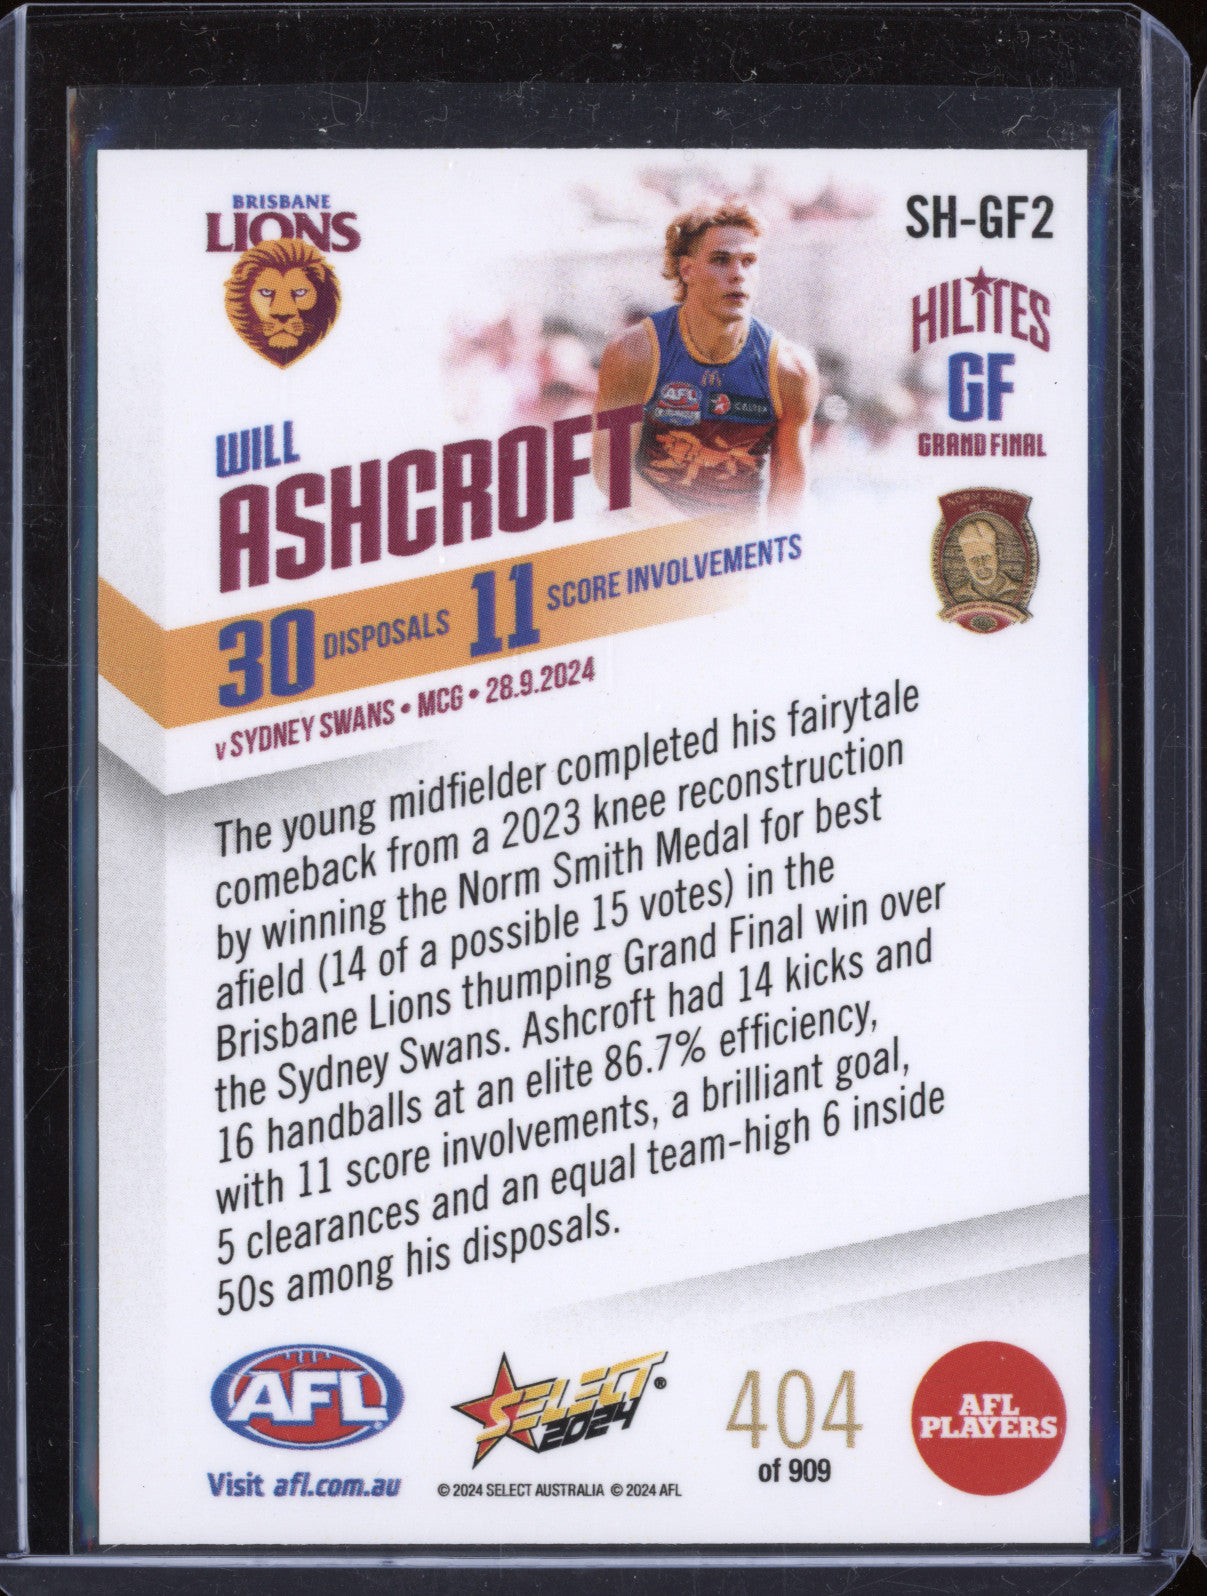 BRISBANE
LIONS
SH-GF2
HILITES
GF
GRAND FINAL
NORM SMITH
WILL
ASHCROFT
AFL
30 DISPOSALS 11 SCORE INVOLVEMENTS
v SYDNEY SWANS • MCG • 28.9.2024
The young midfielder completed his fairytale
comeback from a 2023 knee reconstruction
by winning the Norm Smith Medal for best
afield (14 of a possible 15 votes) in the
Brisbane Lions thumping Grand Final win over
the Sydney Swans. Ashcroft had 14 kicks and
16 handballs at an elite 86.7% efficiency,
with 11 score involvements, a brilliant goal,
5 clearances and an equal team-high 6 inside
50s among his disposals.
AFL
Visit afl.com.au
SELECT®
2024
© 2024 SELECT AUSTRALIA © 2024 AFL
404
of 909
AFL
PLAYERS